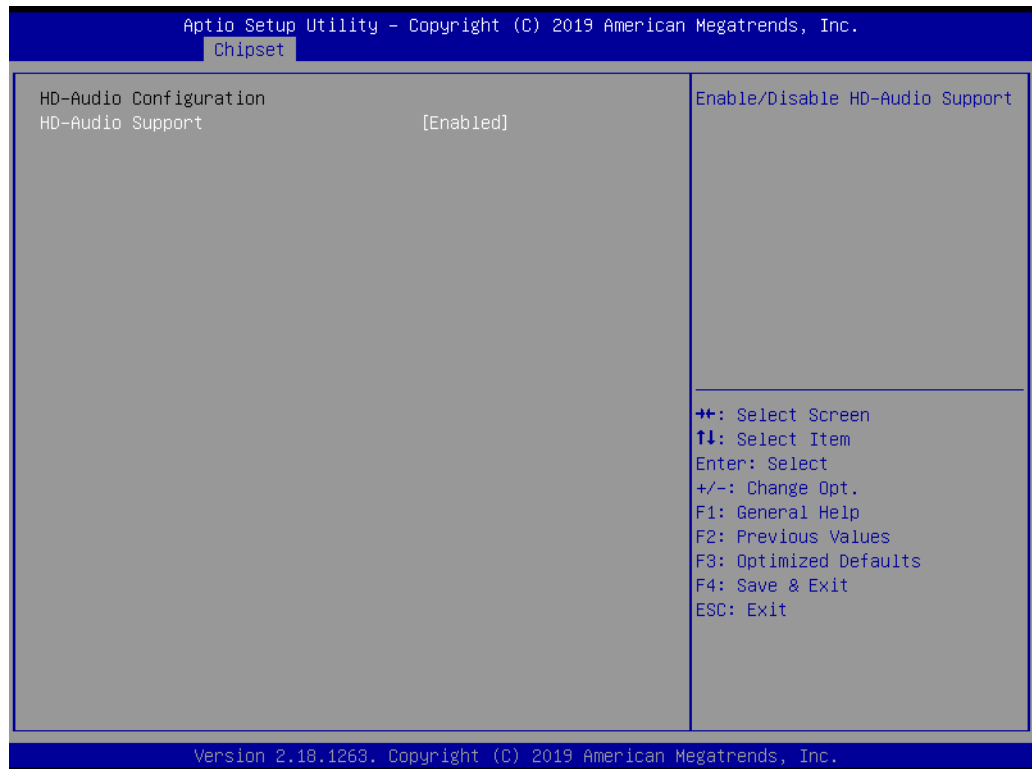 Aptio Setup Utility – Copyright (C) 2019 American Megatrends, Inc.
Chipset
HD-Audio Configuration
HD-Audio Support [Enabled]
Enable/Disable HD-Audio Support
→←: Select Screen
↑↓: Select Item
Enter: Select
+/-: Change Opt.
F1: General Help
F2: Previous Values
F3: Optimized Defaults
F4: Save & Exit
ESC: Exit
Version 2.18.1263. Copyright (C) 2019 American Megatrends, Inc.